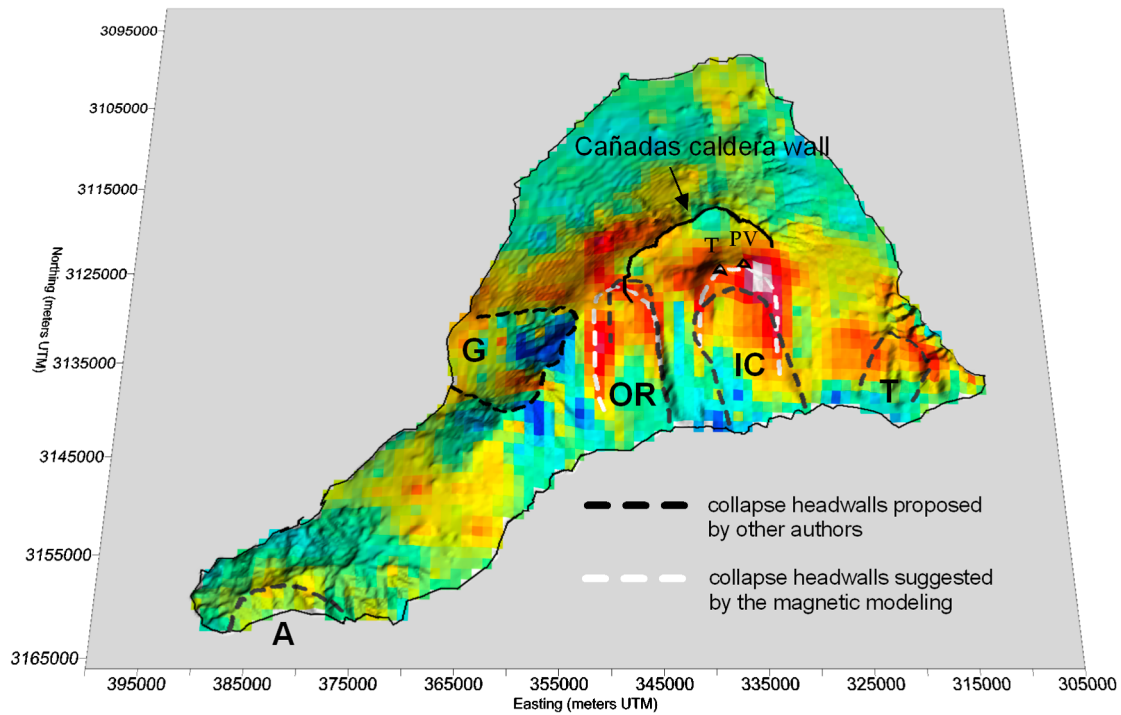 3095000
3105000
Cañadas caldera wall
3115000
T PV
Northing (meters UTM)
3125000
G
3135000
OR
IC
T
3145000
collapse headwalls proposed
by other authors
3155000
collapse headwalls suggested
by the magnetic modeling
A
3165000
395000 385000 375000 365000 355000 345000 335000 325000 315000 305000
Easting (meters UTM)